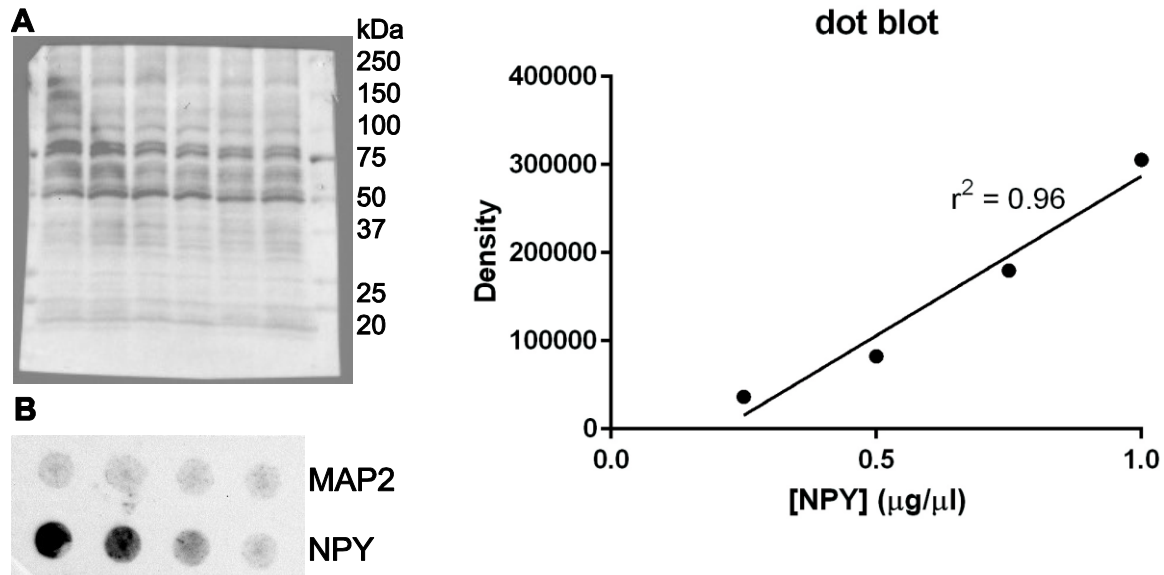 A
kDa
250
150
100
75
50
37
25
20
B
MAP2
NPY
dot blot
400000
300000
200000
100000
0
Density
r² = 0.96
0.0 0.5 1.0
[NPY] (μg/μl)